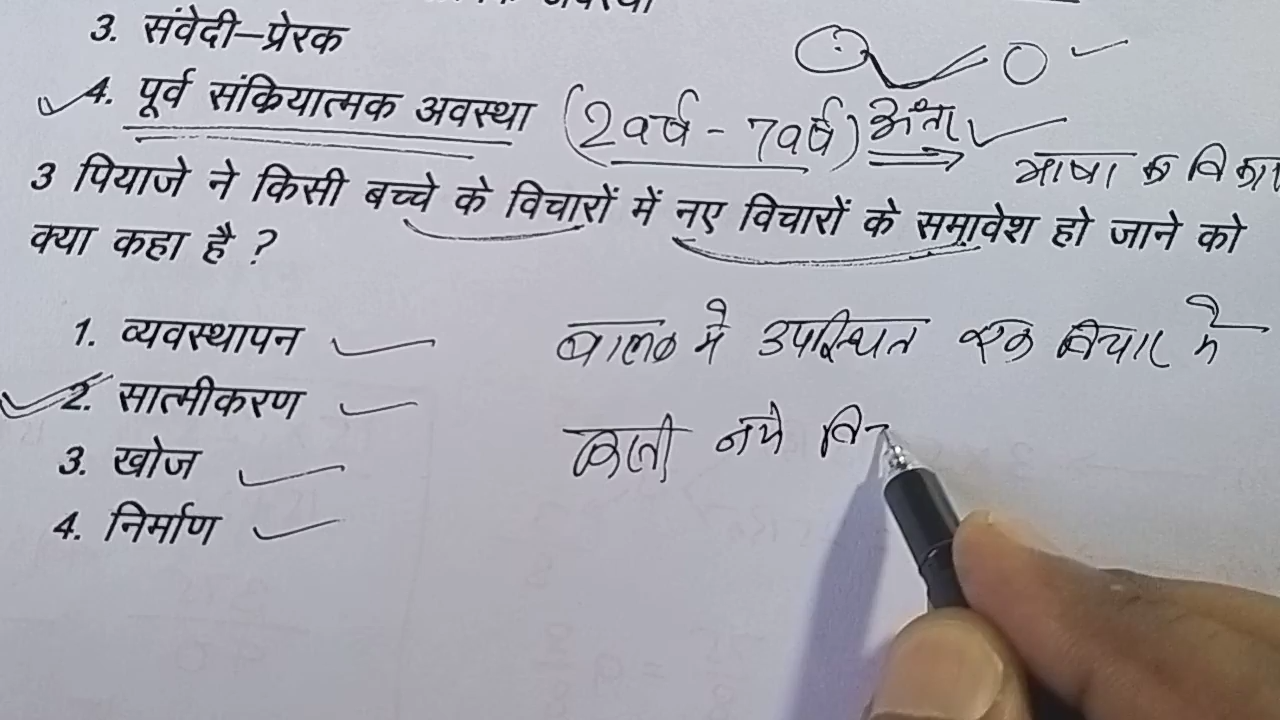 3. संवेदी–प्रेरक
4. पूर्व संक्रियात्मक अवस्था (2वर्ष - 7वर्ष)
भाषा का विका
3 पियाजे ने किसी बच्चे के विचारों में नए विचारों के समावेश हो जाने को
क्या कहा है ?
1. व्यवस्थापन
2. सात्मीकरण
3. खोज
4. निर्माण
बालक में उपस्थित एक विचार में
किसी नये वि